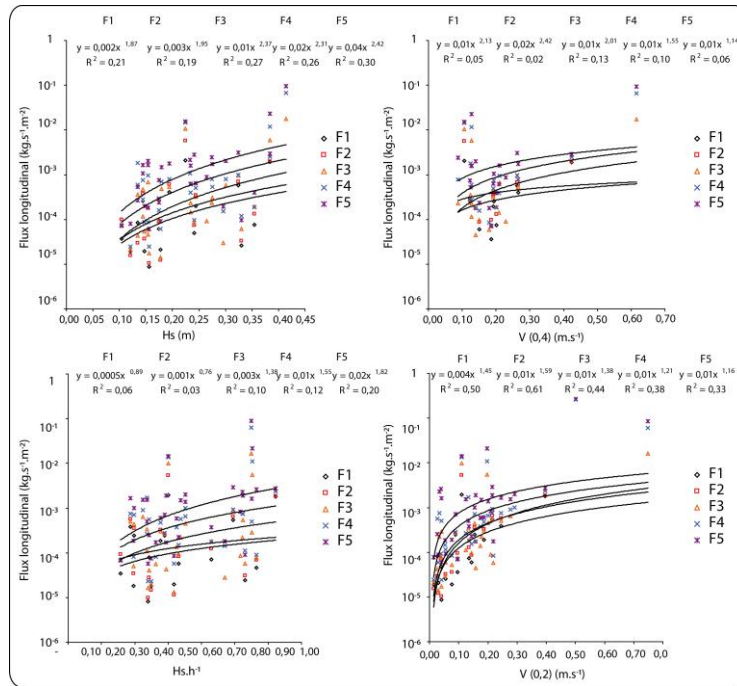 F1 F2 F3 F4 F5
y = 0,002x 1,87 y = 0,003x 1,95 y = 0,01x 2,37 y = 0,02x 2,31 y = 0,04x 2,42
R2 = 0,21 R2 = 0,19 R2 = 0,27 R2 = 0,26 R2 = 0,30
Flux longitudinal (kg.s-1.m-2)
1
10-1
10-2
10-3
10-4
10-5
10-6
0,00 0,05 0,10 0,15 0,20 0,25 0,30 0,35 0,40 0,45
Hs (m)
F1
F2
F3
F4
F5
F1 F2 F3 F4 F5
y = 0,01x 2,13 y = 0,02x 2,42 y = 0,01x 2,01 y = 0,01x 1,55 y = 0,01x 1,14
R2 = 0,05 R2 = 0,02 R2 = 0,13 R2 = 0,10 R2 = 0,06
Flux longitudinal (kg.s-1.m-2)
1
10-1
10-2
10-3
10-4
10-5
10-6
0,00 0,10 0,20 0,30 0,40 0,50 0,60 0,70
V (0,4) (m.s-1)
F1
F2
F3
F4
F5
F1 F2 F3 F4 F5
y = 0,0005x 0,89 y = 0,001x 0,76 y = 0,003x 1,38 y = 0,01x 1,55 y = 0,02x 1,82
R2 = 0,06 R2 = 0,03 R2 = 0,10 R2 = 0,12 R2 = 0,20
Flux longitudinal (kg.s-1.m-2)
1
10-1
10-2
10-3
10-4
10-5
10-6
- 0,10 0,20 0,30 0,40 0,50 0,60 0,70 0,80 0,90 1,00
Hs.h-1
F1
F2
F3
F4
F5
F1 F2 F3 F4 F5
y = 0,004x 1,45 y = 0,01x 1,59 y = 0,01x 1,38 y = 0,01x 1,21 y = 0,01x 1,16
R2 = 0,50 R2 = 0,61 R2 = 0,44 R2 = 0,38 R2 = 0,33
Flux longitudinal (kg.s-1.m-2)
1
10-1
10-2
10-3
10-4
10-5
10-6
0,00 0,10 0,20 0,30 0,40 0,50 0,60 0,70 0,80
V (0,2) (m.s-1)
F1
F2
F3
F4
F5